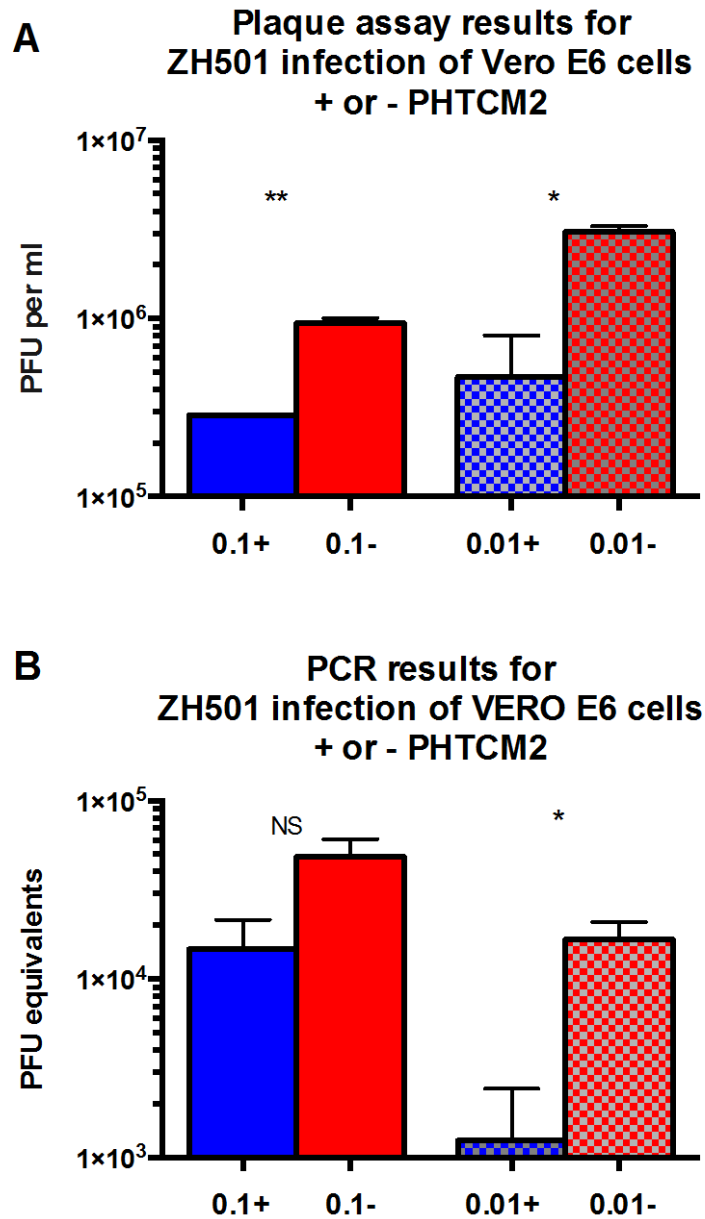 A
Plaque assay results for
ZH501 infection of Vero E6 cells
+ or - PHTCM2
PFU per ml
1×10⁷
1×10⁶
1×10⁵
**
*
0.1+ 0.1- 0.01+ 0.01-
B
PCR results for
ZH501 infection of VERO E6 cells
+ or - PHTCM2
PFU equivalents
1×10⁵
1×10⁴
1×10³
NS
*
0.1+ 0.1- 0.01+ 0.01-